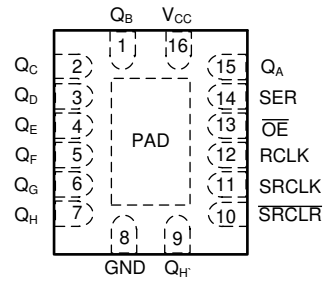 QB VCC
1 16
QC 2 15 QA
QD 3 14 SER
QE 4 13 OE
QF 5 PAD 12 RCLK
QG 6 11 SRCLK
QH 7 10 SRCLR
8 9
GND QH`